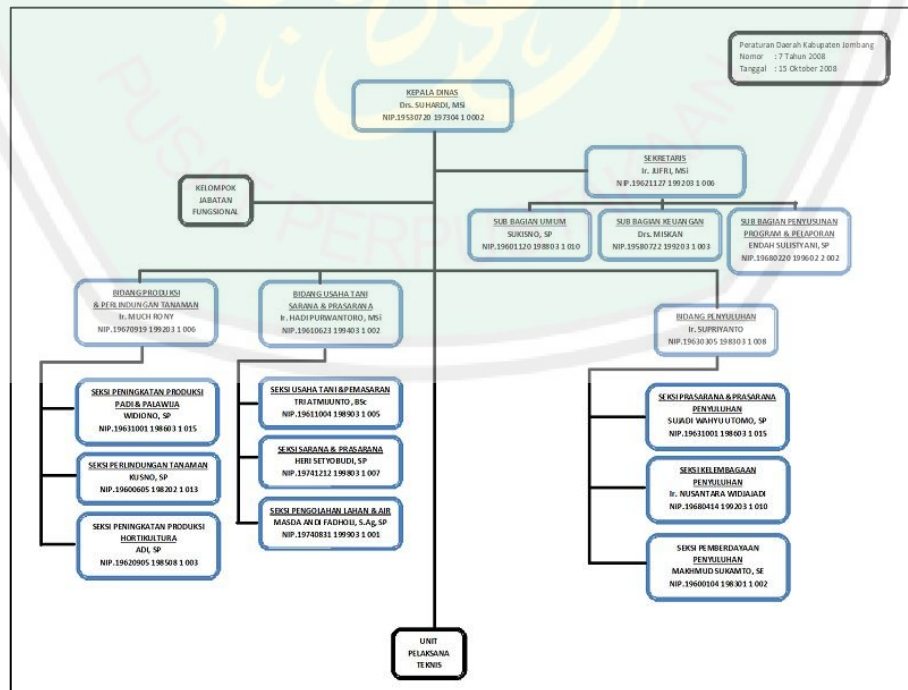 Peraturan Daerah Kabupaten Jombang
Nomor : 7 Tahun 2008
Tanggal : 15 Oktober 2008
KEPALA DINAS
Drs. SUHARDI, MSi
NIP.19530720 197304 1 0002
SEKRETARIS
Ir. JUFRI, MSi
NIP.19621127 199203 1 006
KELOMPOK
JABATAN
FUNGSIONAL
SUB BAGIAN UMUM
SUKISNO, SP
NIP.19601120 198803 1 010
SUB BAGIAN KEUANGAN
Drs. MISKAN
NIP.19580722 199203 1 003
SUB BAGIAN PENYUSUNAN
PROGRAM & PELAPORAN
ENDAH SULISTYANI, SP
NIP.19680220 199602 2 002
BIDANG PRODUKSI
& PERLINDUNGAN TANAMAN
Ir. MUCH RONY
NIP.19670919 199203 1 006
BIDANG USAHA TANI
SARANA & PRASARANA
Ir. HADI PURWANTORO, MSi
NIP.19610623 199403 1 002
BIDANG PENYULUHAN
Ir. SUPRIYANTO
NIP.19630305 198303 1 008
SEKSI PENINGKATAN PRODUKSI
PADI & PALAWIJA
WIDIONO, SP
NIP.19631001 198603 1 015
SEKSI PERLINDUNGAN TANAMAN
KUSNO, SP
NIP.19600605 198202 1 013
SEKSI PENINGKATAN PRODUKSI
HORTIKULTURA
ADI, SP
NIP.19620905 198508 1 003
SEKSI USAHA TANI & PEMASARAN
TRI ATMIJUNTO, BSc
NIP.19611004 198903 1 005
SEKSI SARANA & PRASARANA
HERI SETYOBUDI, SP
NIP.19741212 199803 1 007
SEKSI PENGOLAHAN LAHAN & AIR
MASDA ANDI FADHOLI, S.Ag, SP
NIP.19740831 199903 1 001
SEKSI PRASARANA & PRASARANA
PENYULUHAN
SUJADI WAHYU UTOMO, SP
NIP.19631001 198603 1 015
SEKSI KELEMBAGAAN
PENYULUHAN
Ir. NUSANTARA WIDJAJADI
NIP.19680414 199203 1 010
SEKSI PEMBERDAYAAN
PENYULUHAN
MAKHMUD SUKAMTO, SE
NIP.19600104 198301 1 002
UNIT
PELAKSANA
TEKNIS